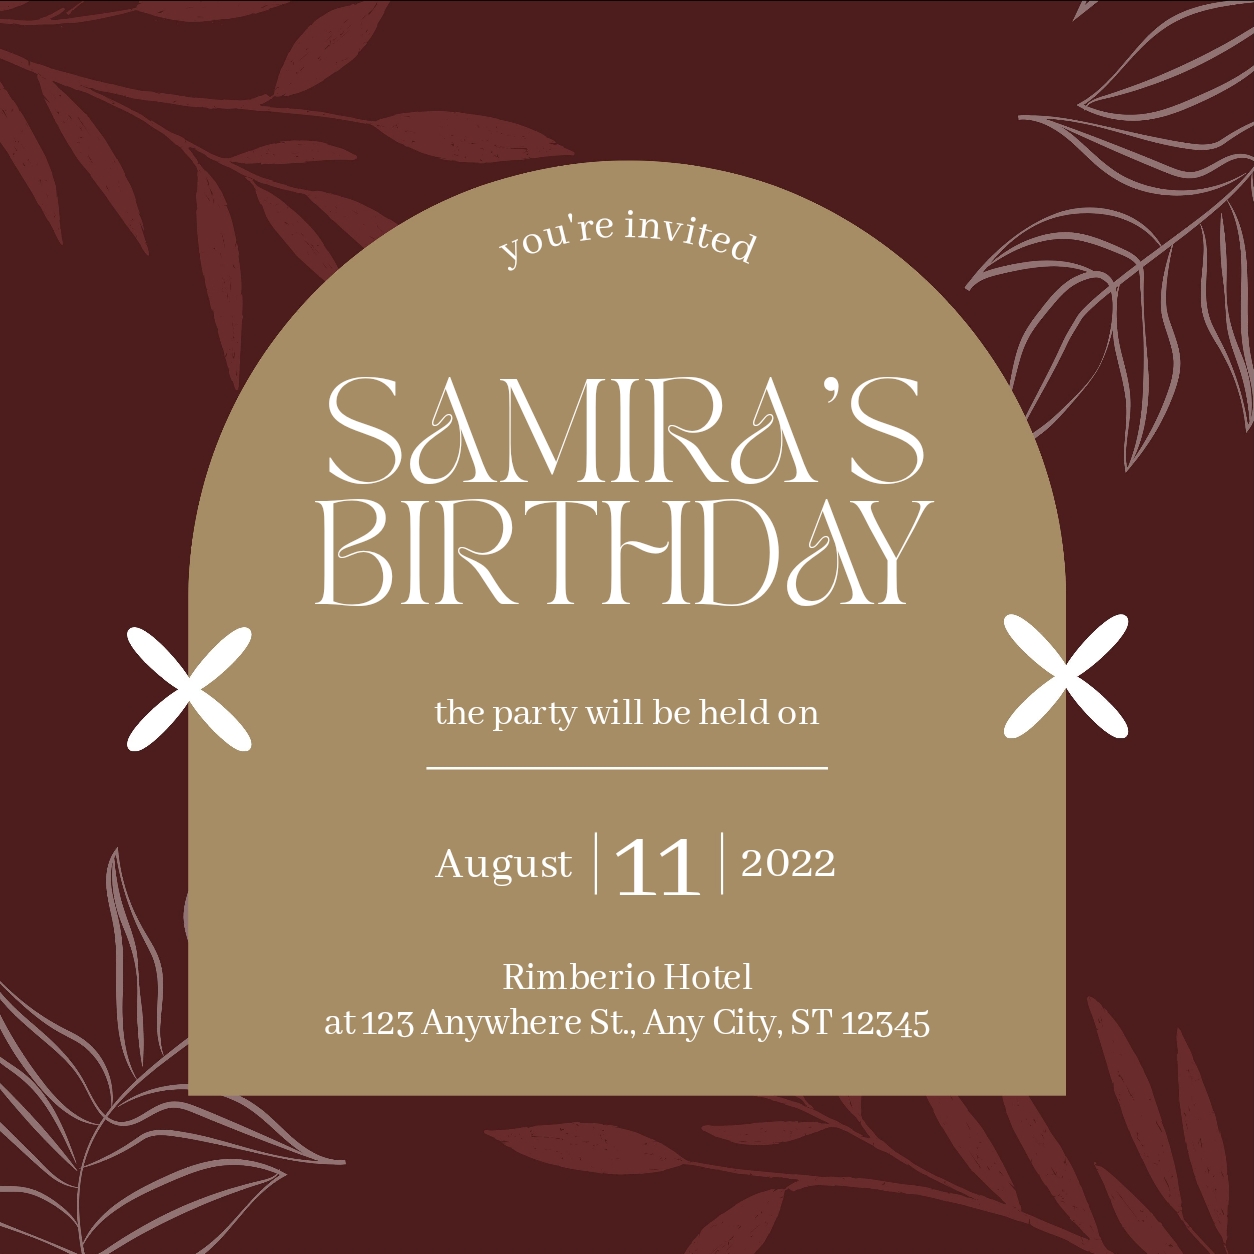 you're invited
SAMIRA’S
BIRTHDAY
the party will be held on
August 11 2022
Rimberio Hotel
at 123 Anywhere St., Any City, ST 12345